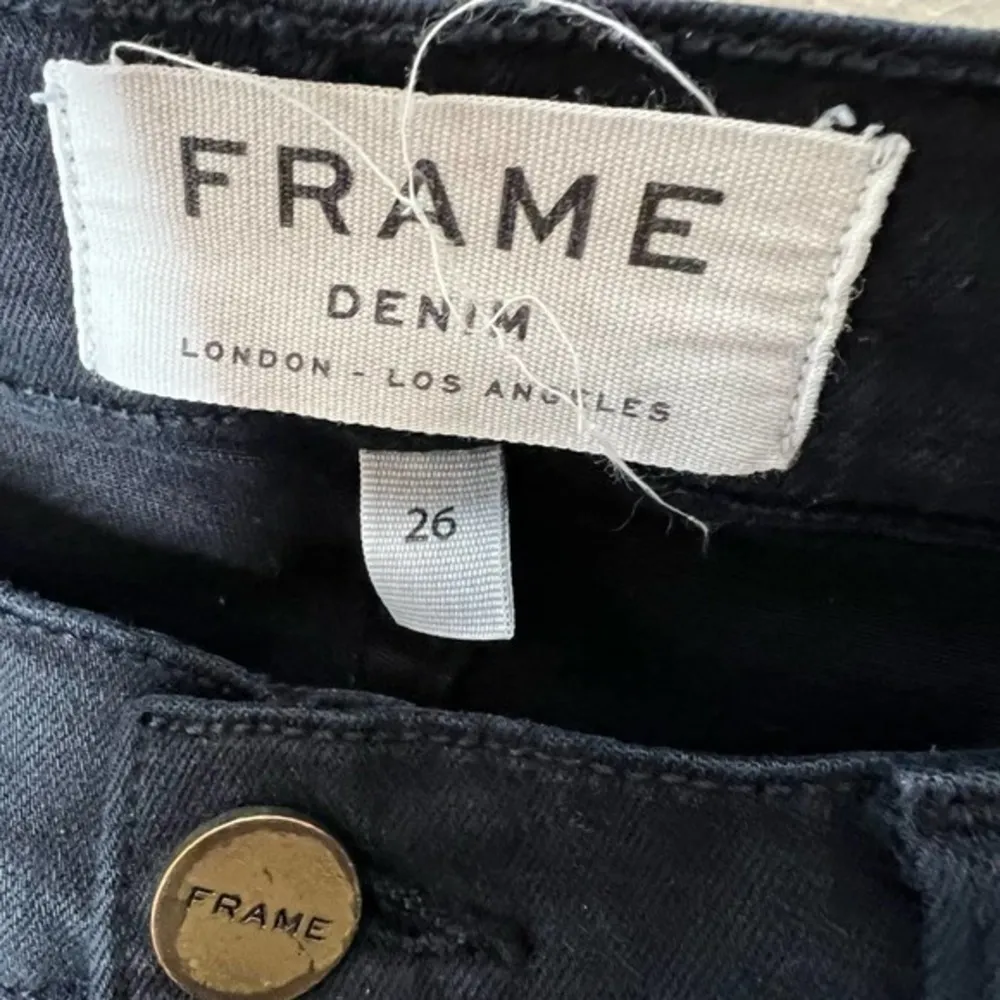 FRAME
DENIM
LONDON - LOS ANGELES
26
FRAME